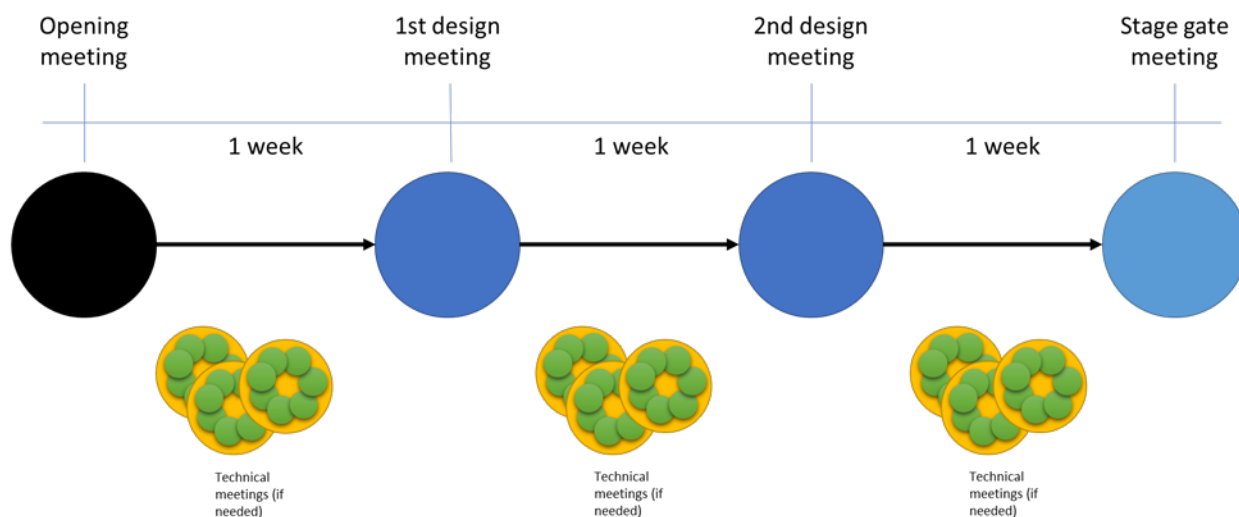 Opening
meeting
1st design
meeting
2nd design
meeting
Stage gate
meeting
1 week
1 week
1 week
Technical
meetings (if
needed)
Technical
meetings (if
needed)
Technical
meetings (if
needed)